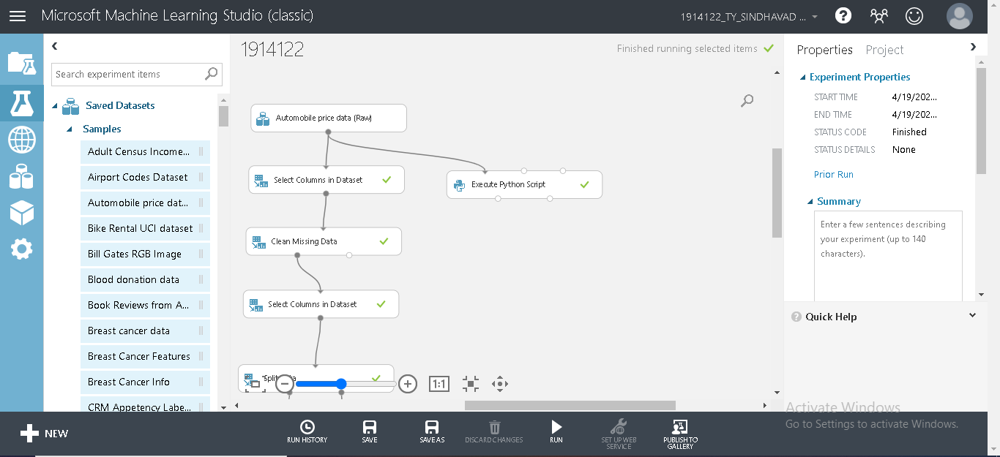 Microsoft Machine Learning Studio (classic)
1914122_TY_SINDHAVAD ...
1914122
Finished running selected items
Search experiment items
Saved Datasets
Samples
Adult Census Income...
Airport Codes Dataset
Automobile price dat...
Bike Rental UCI dataset
Bill Gates RGB Image
Blood donation data
Book Reviews from A...
Breast cancer data
Breast Cancer Features
Breast Cancer Info
CRM Appetency Labe...
Automobile price data (Raw)
Select Columns in Dataset
Execute Python Script
Clean Missing Data
Select Columns in Dataset
1:1
Properties Project
Experiment Properties
START TIME 4/19/202...
END TIME 4/19/202...
STATUS CODE Finished
STATUS DETAILS None
Prior Run
Summary
Enter a few sentences describing
your experiment (up to 140
characters).
Quick Help
Activate Windows
Go to Settings to activate Windows.
NEW
RUN HISTORY
SAVE
SAVE AS
DISCARD CHANGES
RUN
SET UP WEB
SERVICE
PUBLISH TO
GALLERY